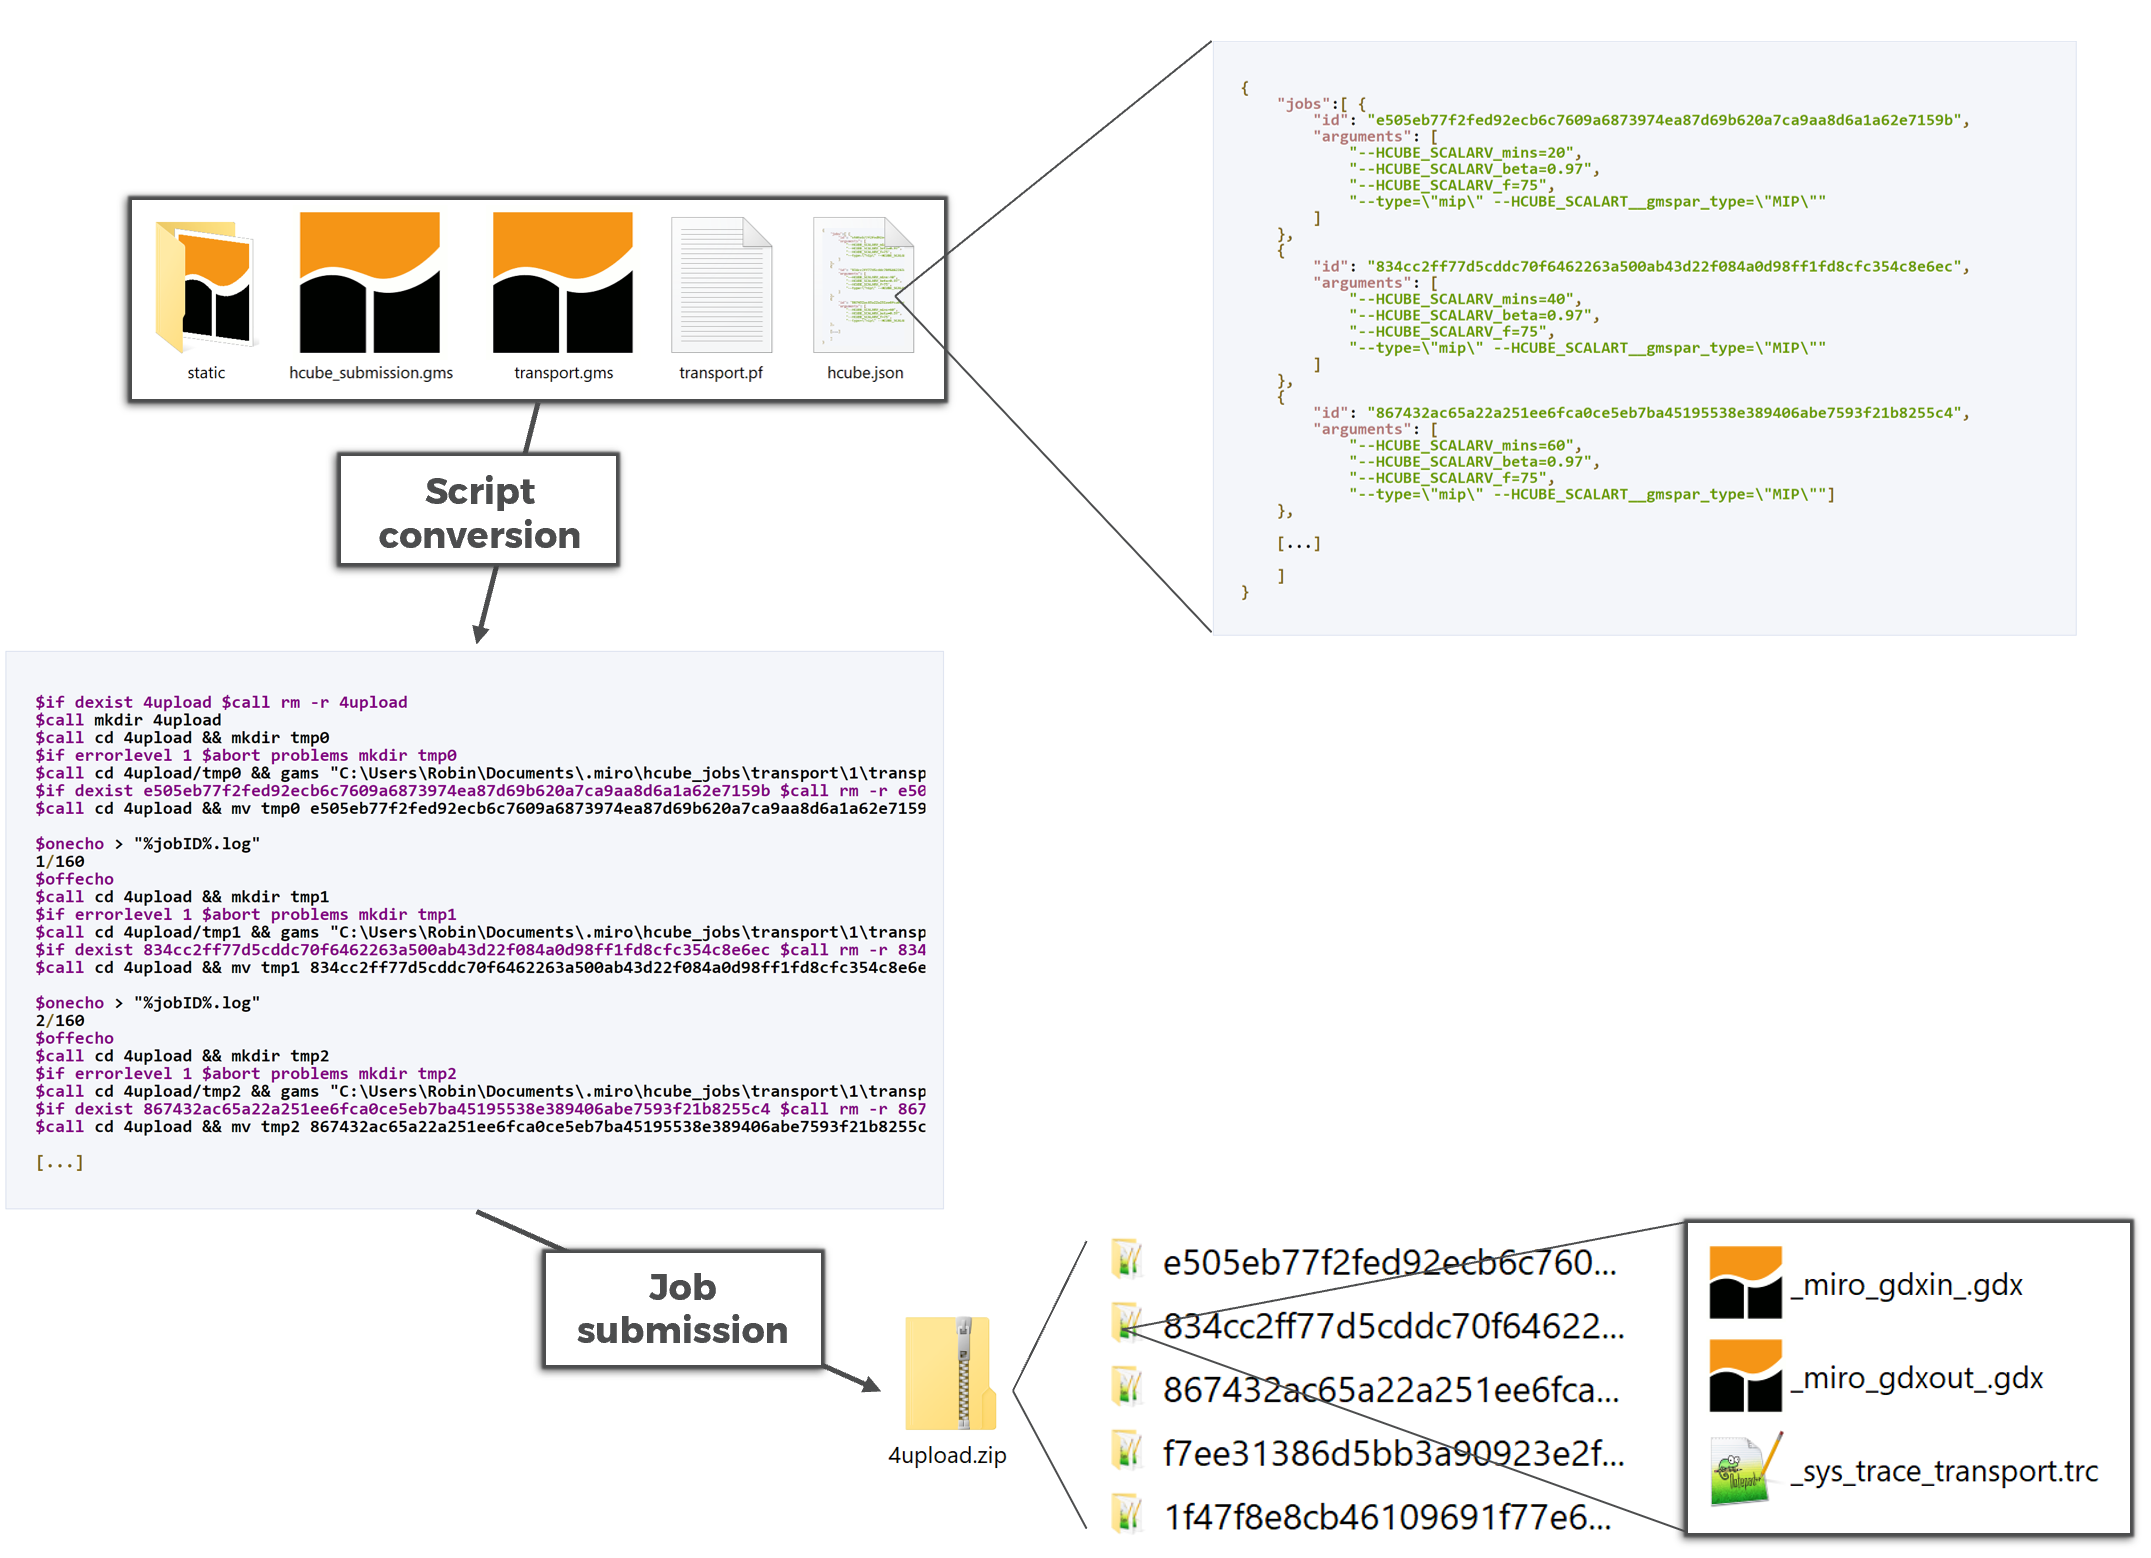 {
"jobs":[ {
"id": "e505eb77f2fed92ecb6c7609a6873974ea87d69b620a7ca9aa8d6a1a62e7159b",
"arguments": [
"--HCUBE_SCALARV_mins=20",
"--HCUBE_SCALARV_beta=0.97",
"--HCUBE_SCALARV_f=75",
"--type=\"mip\" --HCUBE_SCALART__gmspar_type=\"MIP\""
]
},
{
"id": "834cc2ff77d5cddc70f6462263a500ab43d22f084a0d98ff1fd8cfc354c8e6ec",
"arguments": [
"--HCUBE_SCALARV_mins=40",
"--HCUBE_SCALARV_beta=0.97",
"--HCUBE_SCALARV_f=75",
"--type=\"mip\" --HCUBE_SCALART__gmspar_type=\"MIP\""
]
},
{
"id": "867432ac65a22a251ee6fca0ce5eb7ba45195538e389406abe7593f21b8255c4",
"arguments": [
"--HCUBE_SCALARV_mins=60",
"--HCUBE_SCALARV_beta=0.97",
"--HCUBE_SCALARV_f=75",
"--type=\"mip\" --HCUBE_SCALART__gmspar_type=\"MIP\""]
},
[...]
]
}
static
hcube_submission.gms
transport.gms
transport.pf
hcube.json
Script
conversion
$if dexist 4upload $call rm -r 4upload
$call mkdir 4upload
$call cd 4upload && mkdir tmp0
$if errorlevel 1 $abort problems mkdir tmp0
$call cd 4upload/tmp0 && gams "C:\Users\Robin\Documents\.miro\hcube_jobs\transport\1\transp
$if dexist e505eb77f2fed92ecb6c7609a6873974ea87d69b620a7ca9aa8d6a1a62e7159b $call rm -r e50
$call cd 4upload && mv tmp0 e505eb77f2fed92ecb6c7609a6873974ea87d69b620a7ca9aa8d6a1a62e7159
$onecho > "%jobID%.log"
1/160
$offecho
$call cd 4upload && mkdir tmp1
$if errorlevel 1 $abort problems mkdir tmp1
$call cd 4upload/tmp1 && gams "C:\Users\Robin\Documents\.miro\hcube_jobs\transport\1\transp
$if dexist 834cc2ff77d5cddc70f6462263a500ab43d22f084a0d98ff1fd8cfc354c8e6ec $call rm -r 834
$call cd 4upload && mv tmp1 834cc2ff77d5cddc70f6462263a500ab43d22f084a0d98ff1fd8cfc354c8e6e
$onecho > "%jobID%.log"
2/160
$offecho
$call cd 4upload && mkdir tmp2
$if errorlevel 1 $abort problems mkdir tmp2
$call cd 4upload/tmp2 && gams "C:\Users\Robin\Documents\.miro\hcube_jobs\transport\1\transp
$if dexist 867432ac65a22a251ee6fca0ce5eb7ba45195538e389406abe7593f21b8255c4 $call rm -r 867
$call cd 4upload && mv tmp2 867432ac65a22a251ee6fca0ce5eb7ba45195538e389406abe7593f21b8255c
[...]
Job
submission
4upload.zip
e505eb77f2fed92ecb6c760...
834cc2ff77d5cddc70f64622...
867432ac65a22a251ee6fca...
f7ee31386d5bb3a90923e2f...
1f47f8e8cb46109691f77e6...
_miro_gdxin_.gdx
_miro_gdxout_.gdx
_sys_trace_transport.trc